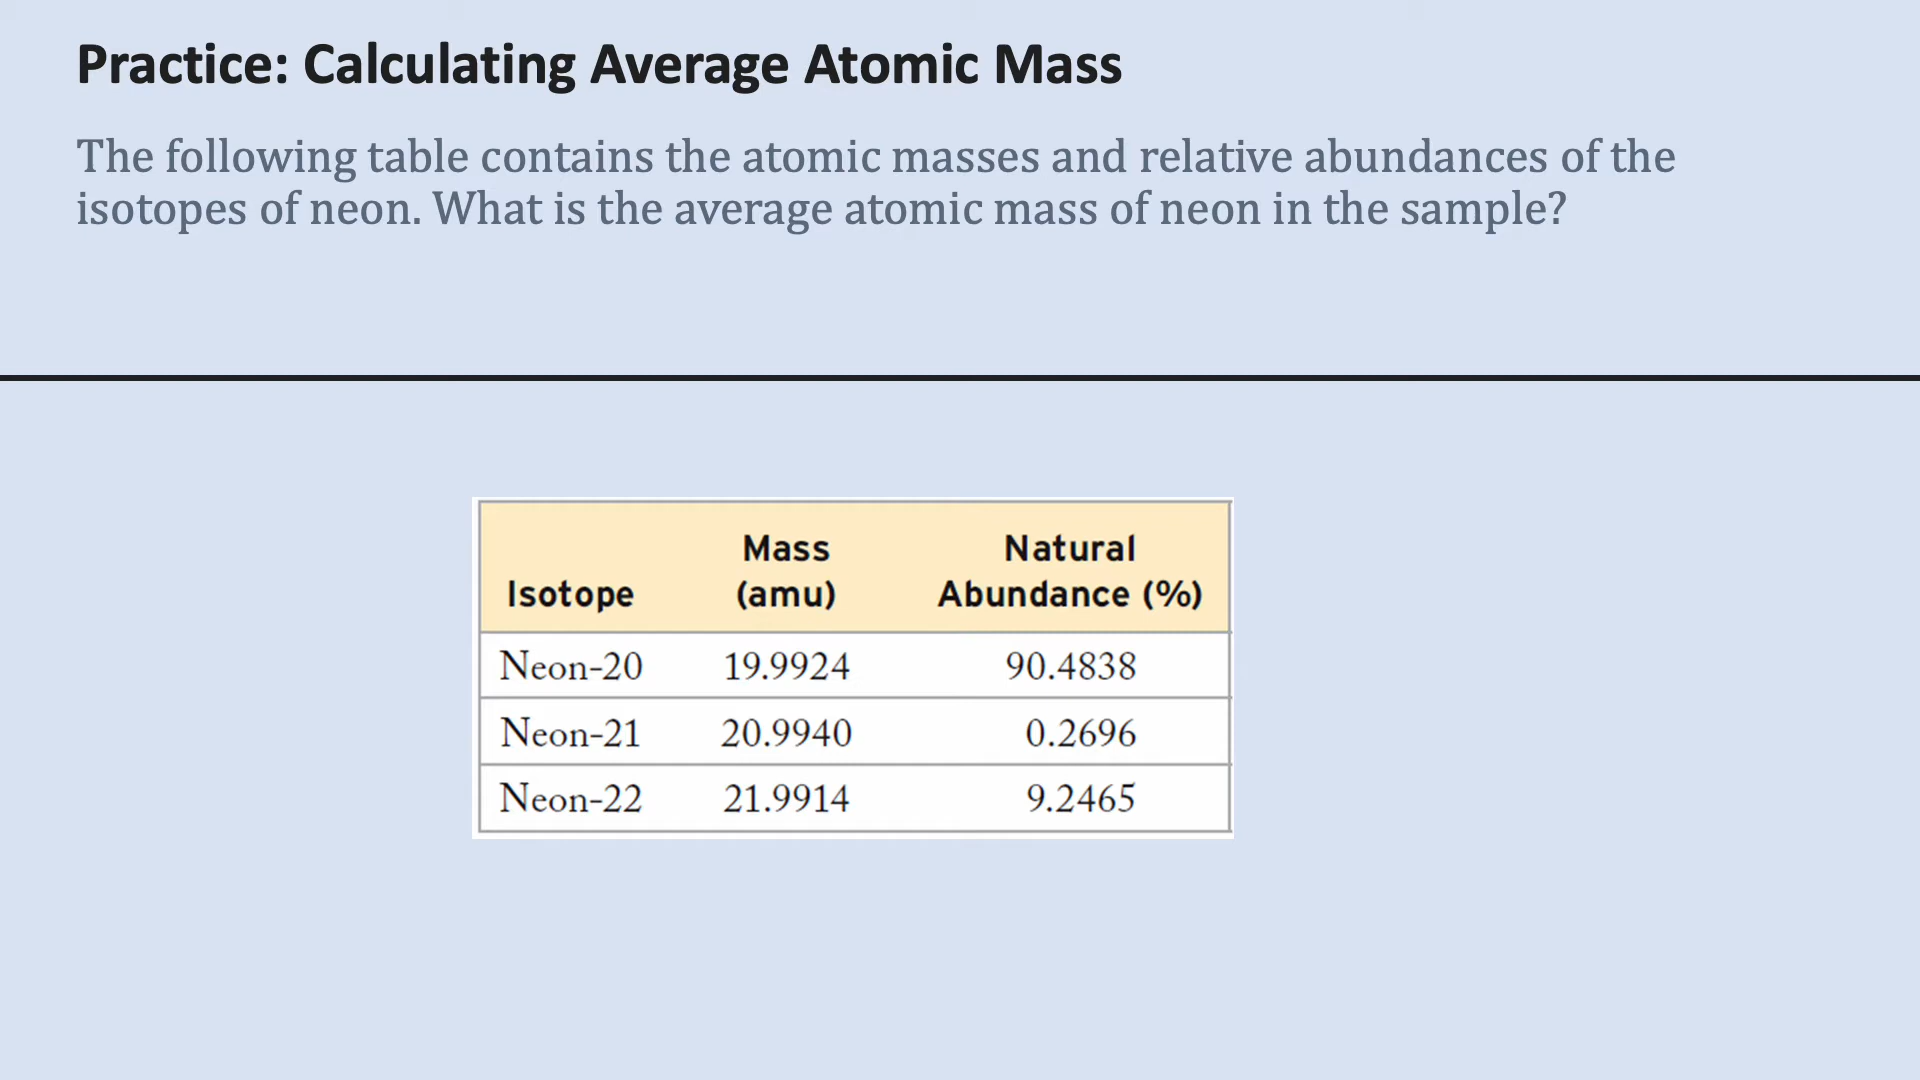 Practice: Calculating Average Atomic Mass
The following table contains the atomic masses and relative abundances of the
isotopes of neon. What is the average atomic mass of neon in the sample?
Isotope Mass (amu) Natural Abundance (%)
Neon-20 19.9924 90.4838
Neon-21 20.9940 0.2696
Neon-22 21.9914 9.2465